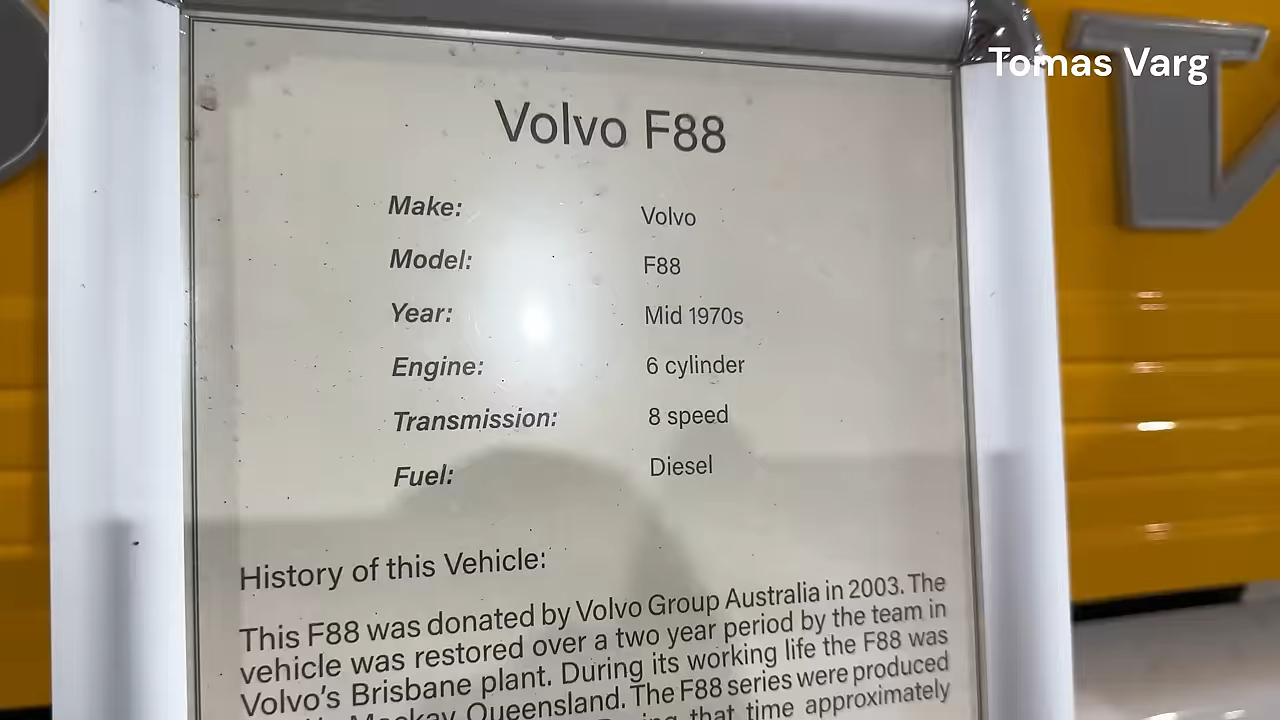 Tomas Varg
Volvo F88
Make: Volvo
Model: F88
Year: Mid 1970s
Engine: 6 cylinder
Transmission: 8 speed
Fuel: Diesel
History of this Vehicle:
This F88 was donated by Volvo Group Australia in 2003. The
vehicle was restored over a two year period by the team in
Volvo's Brisbane plant. During its working life the F88 was
Mackay, Queensland. The F88 series were produced
that time approximately